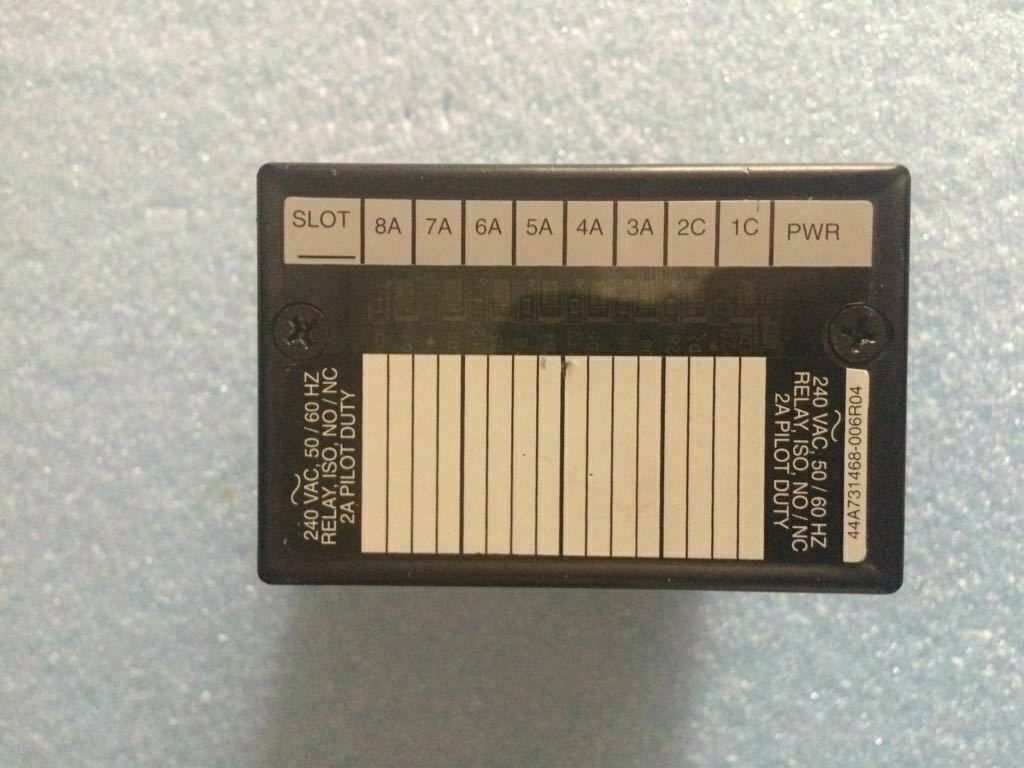 SLOT 8A 7A 6A 5A 4A 3A 2C 1C PWR
240 VAC, 50 / 60 HZ
RELAY, ISO, NO / NC
2A PILOT DUTY
240 VAC, 50 / 60 HZ
RELAY, ISO, NO / NC
2A PILOT DUTY
44A731468-006R04